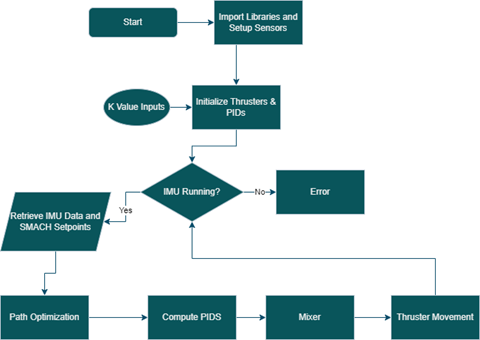 Start
Import Libraries and
Setup Sensors
K Value Inputs
Initialize Thrusters &
PIDs
IMU Running?
No
Error
Yes
Retrieve IMU Data and
SMACH Setpoints
Path Optimization
Compute PIDS
Mixer
Thruster Movement